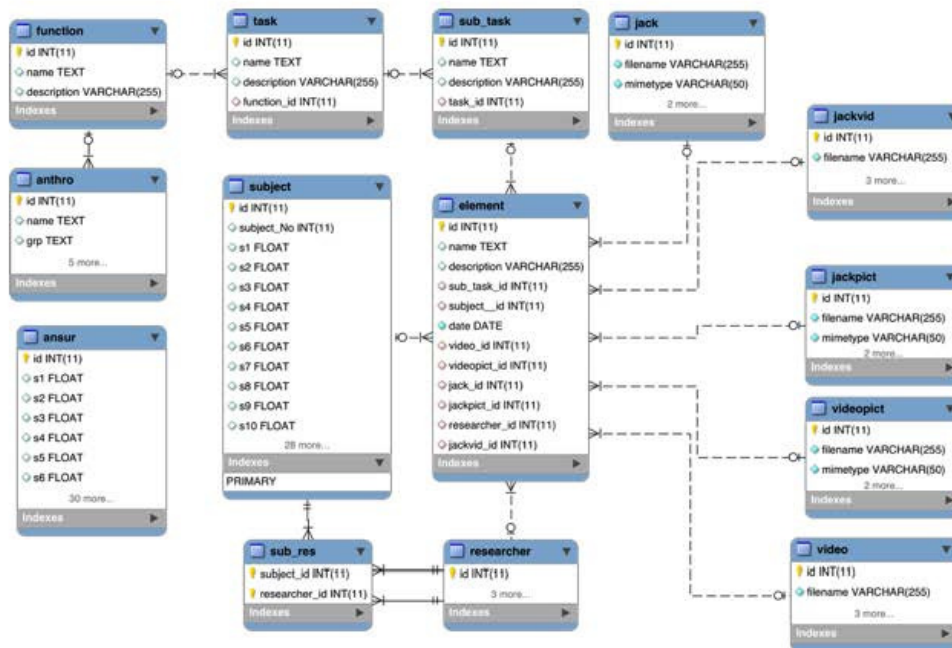 function
id INT(11)
name TEXT
description VARCHAR(255)
Indexes
task
id INT(11)
name TEXT
description VARCHAR(255)
function_id INT(11)
Indexes
sub_task
id INT(11)
name TEXT
description VARCHAR(255)
task_id INT(11)
Indexes
jack
id INT(11)
filename VARCHAR(255)
mimetype VARCHAR(50)
2 more...
Indexes
jackvid
id INT(11)
filename VARCHAR(255)
3 more...
Indexes
anthro
id INT(11)
name TEXT
grp TEXT
5 more...
Indexes
subject
id INT(11)
subject_No INT(11)
s1 FLOAT
s2 FLOAT
s3 FLOAT
s4 FLOAT
s5 FLOAT
s6 FLOAT
s7 FLOAT
s8 FLOAT
s9 FLOAT
s10 FLOAT
28 more...
Indexes
PRIMARY
element
id INT(11)
name TEXT
description VARCHAR(255)
sub_task_id INT(11)
subject__id INT(11)
date DATE
video_id INT(11)
videopict_id INT(11)
jack_id INT(11)
jackpict_id INT(11)
researcher_id INT(11)
jackvid_id INT(11)
Indexes
jackpict
id INT(11)
filename VARCHAR(255)
mimetype VARCHAR(50)
2 more...
Indexes
ansur
id INT(11)
s1 FLOAT
s2 FLOAT
s3 FLOAT
s4 FLOAT
s5 FLOAT
s6 FLOAT
30 more...
Indexes
videopict
id INT(11)
filename VARCHAR(255)
mimetype VARCHAR(50)
2 more...
Indexes
sub_res
subject_id INT(11)
researcher_id INT(11)
Indexes
researcher
id INT(11)
3 more...
Indexes
video
id INT(11)
filename VARCHAR(255)
3 more...
Indexes